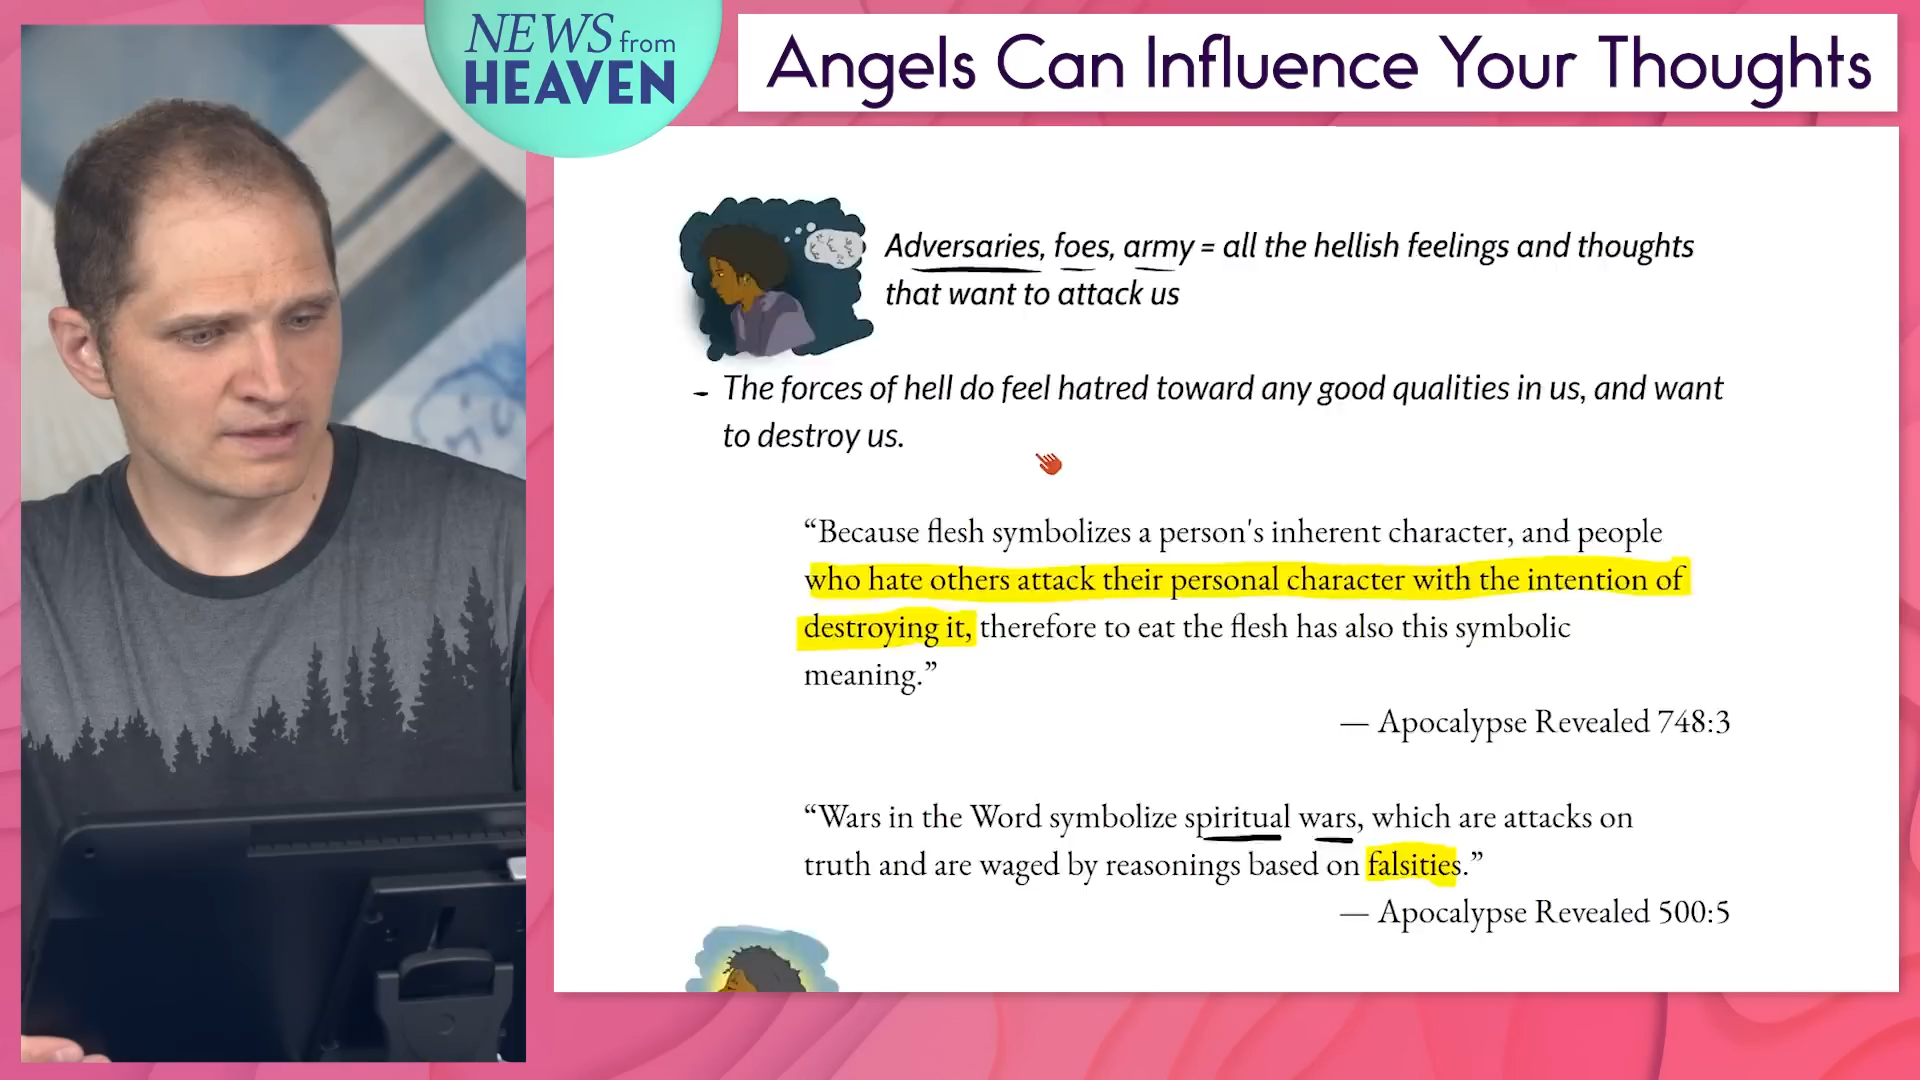 NEWS from
HEAVEN
Angels Can Influence Your Thoughts
Adversaries, foes, army = all the hellish feelings and thoughts
that want to attack us
- The forces of hell do feel hatred toward any good qualities in us, and want
to destroy us.
“Because flesh symbolizes a person's inherent character, and people
who hate others attack their personal character with the intention of
destroying it, therefore to eat the flesh has also this symbolic
meaning.”
— Apocalypse Revealed 748:3
“Wars in the Word symbolize spiritual wars, which are attacks on
truth and are waged by reasonings based on falsities.”
— Apocalypse Revealed 500:5